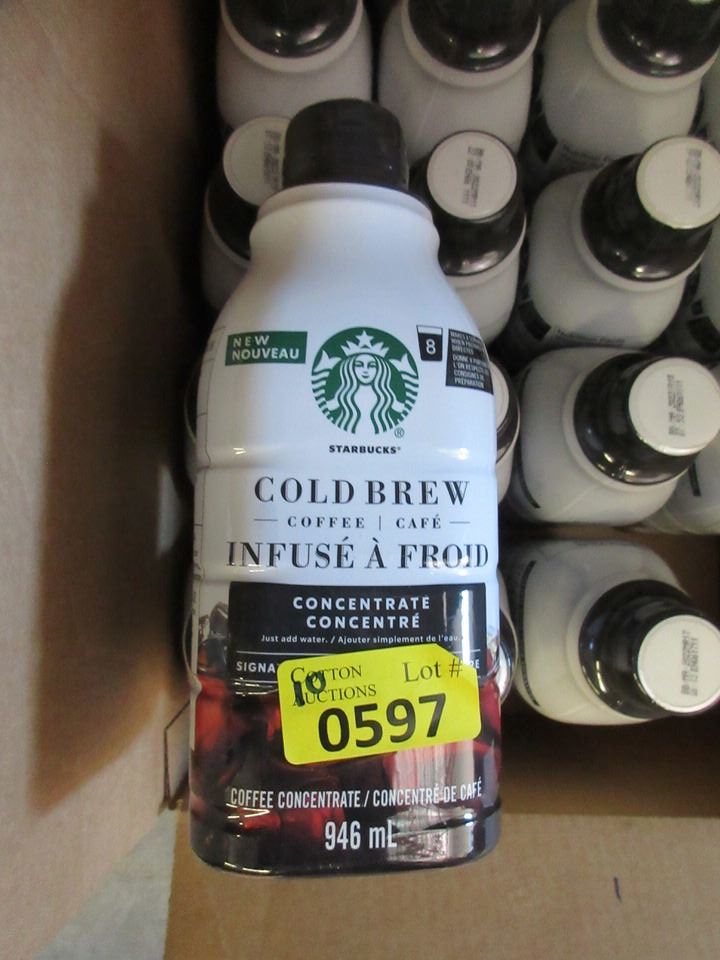 NEW
NOUVEAU
8
STARBUCKS®
COLD BREW
COFFEE | CAFÉ
INFUSÉ À FROID
CONCENTRATE
CONCENTRÉ
Just add water. / Ajouter simplement de l'eau.
COTTON
AUCTIONS
Lot #
10
0597
COFFEE CONCENTRATE / CONCENTRÉ DE CAFÉ
946 mL